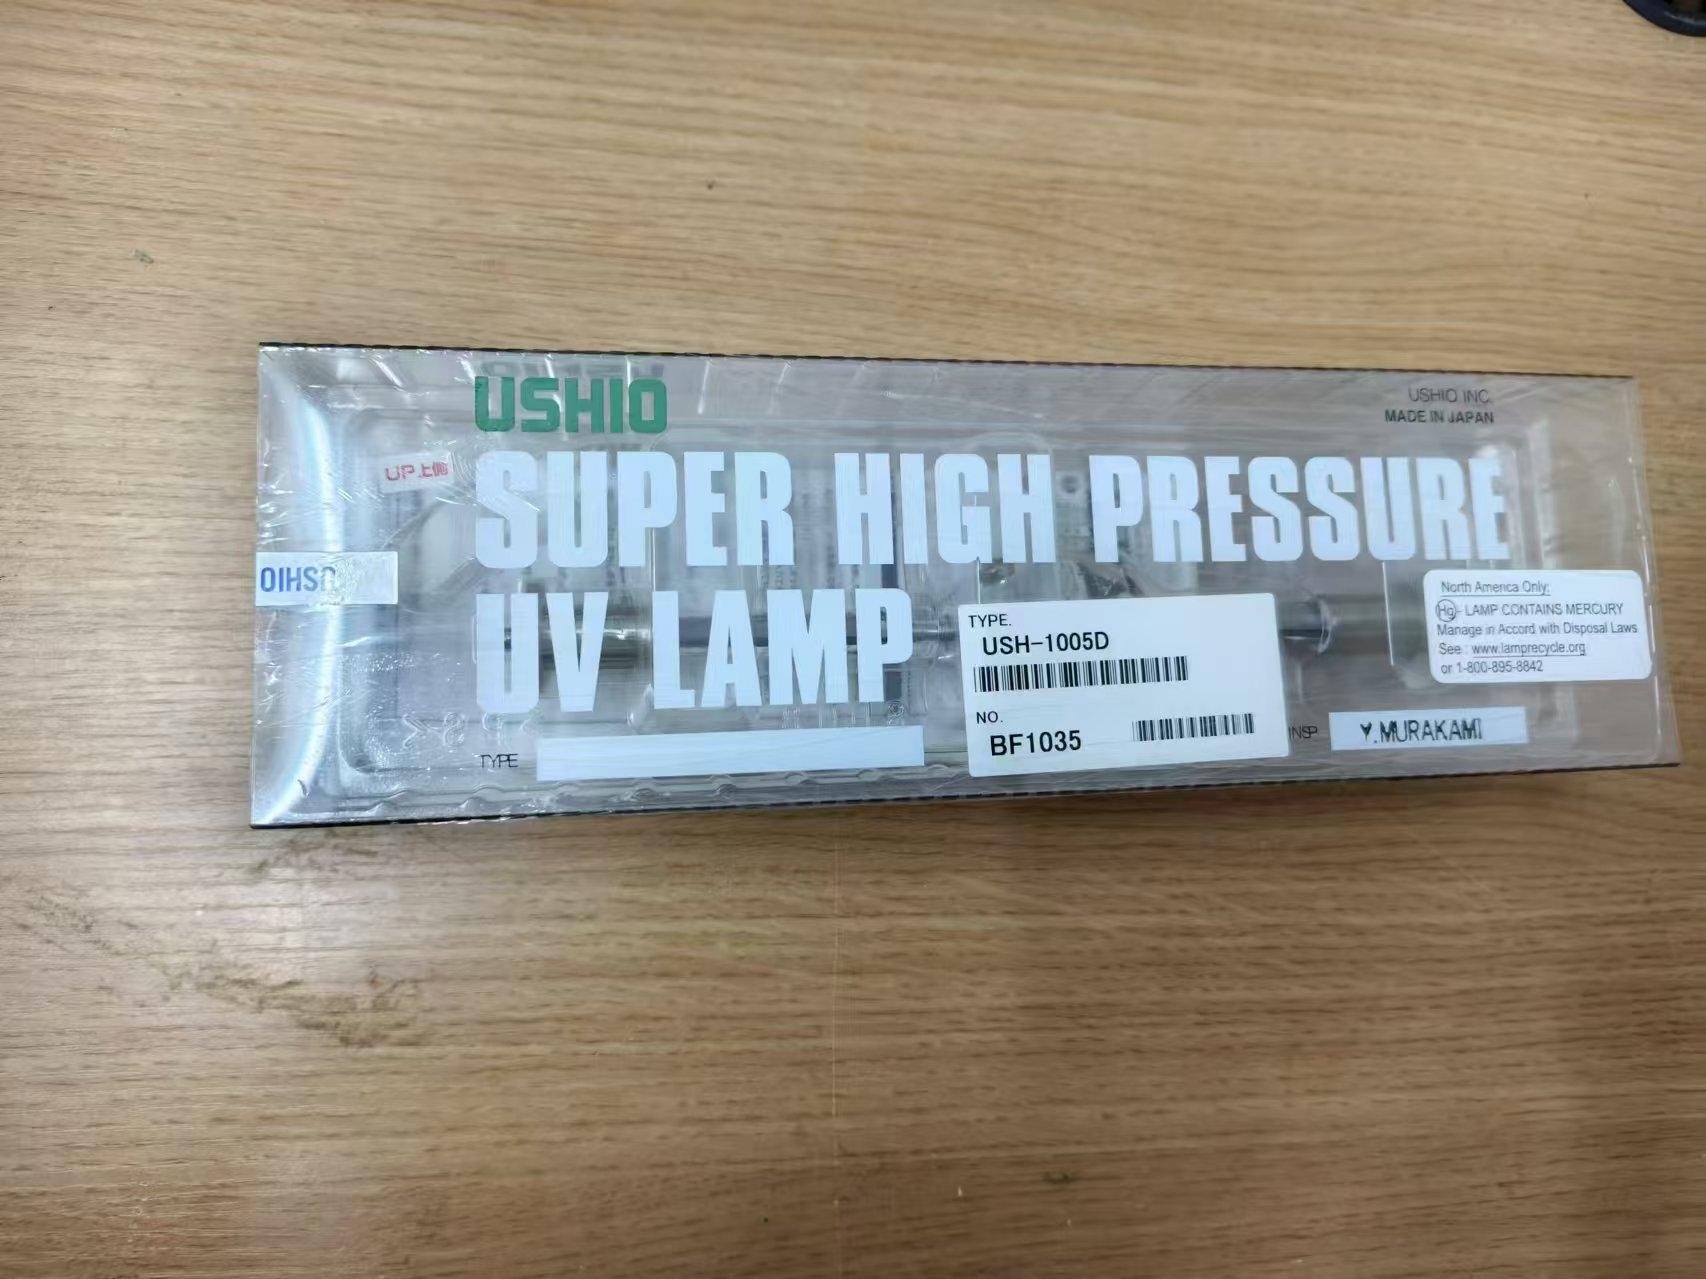 USHIO
USHIO INC.
MADE IN JAPAN
UP上側
SUPER HIGH PRESSURE
UV LAMP
USHIO
TYPE.
USH-1005D
NO.
BF1035
North America Only:
Hg - LAMP CONTAINS MERCURY
Manage in Accord with Disposal Laws
See : www.lamprecycle.org
or 1-800-895-8842
TYPE
INSP
Y.MURAKAMI